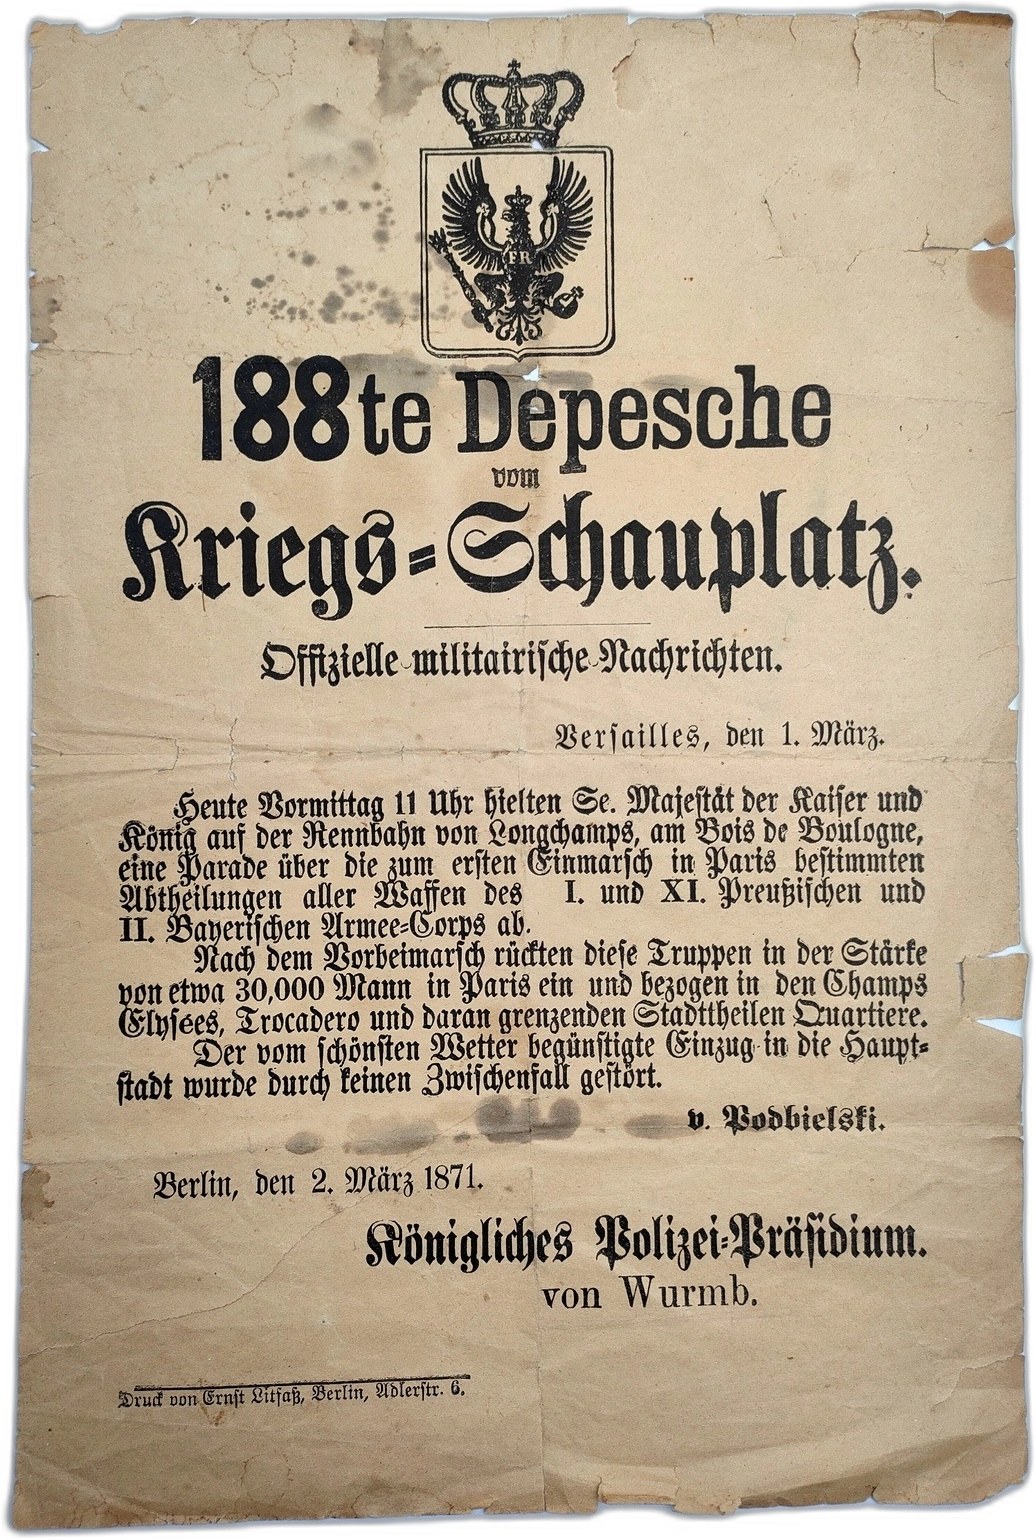 FR
188te Depesche
vom
Kriegs-Schauplatz.
Offizielle militairische Nachrichten.
Versailles, den 1. März.
Heute Vormittag 11 Uhr hielten Se. Majestät der Kaiser und
König auf der Rennbahn von Longchamps, am Bois de Boulogne,
eine Parade über die zum ersten Einmarsch in Paris bestimmten
Abtheilungen aller Waffen des I. und XI. Preußischen und
II. Bayerischen Armee-Corps ab.
Nach dem Vorbeimarsch rückten diese Truppen in der Stärke
von etwa 30,000 Mann in Paris ein und bezogen in den Champs
Elysées, Trocadero und daran grenzenden Stadttheilen Quartiere.
Der vom schönsten Wetter begünstigte Einzug in die Haupt-
stadt wurde durch keinen Zwischenfall gestört.
v. Podbielski.
Berlin, den 2. März 1871.
Königliches Polizei-Präsidium.
von Wurmb.
Druck von Ernst Litfaß, Berlin, Adlerstr. 6.